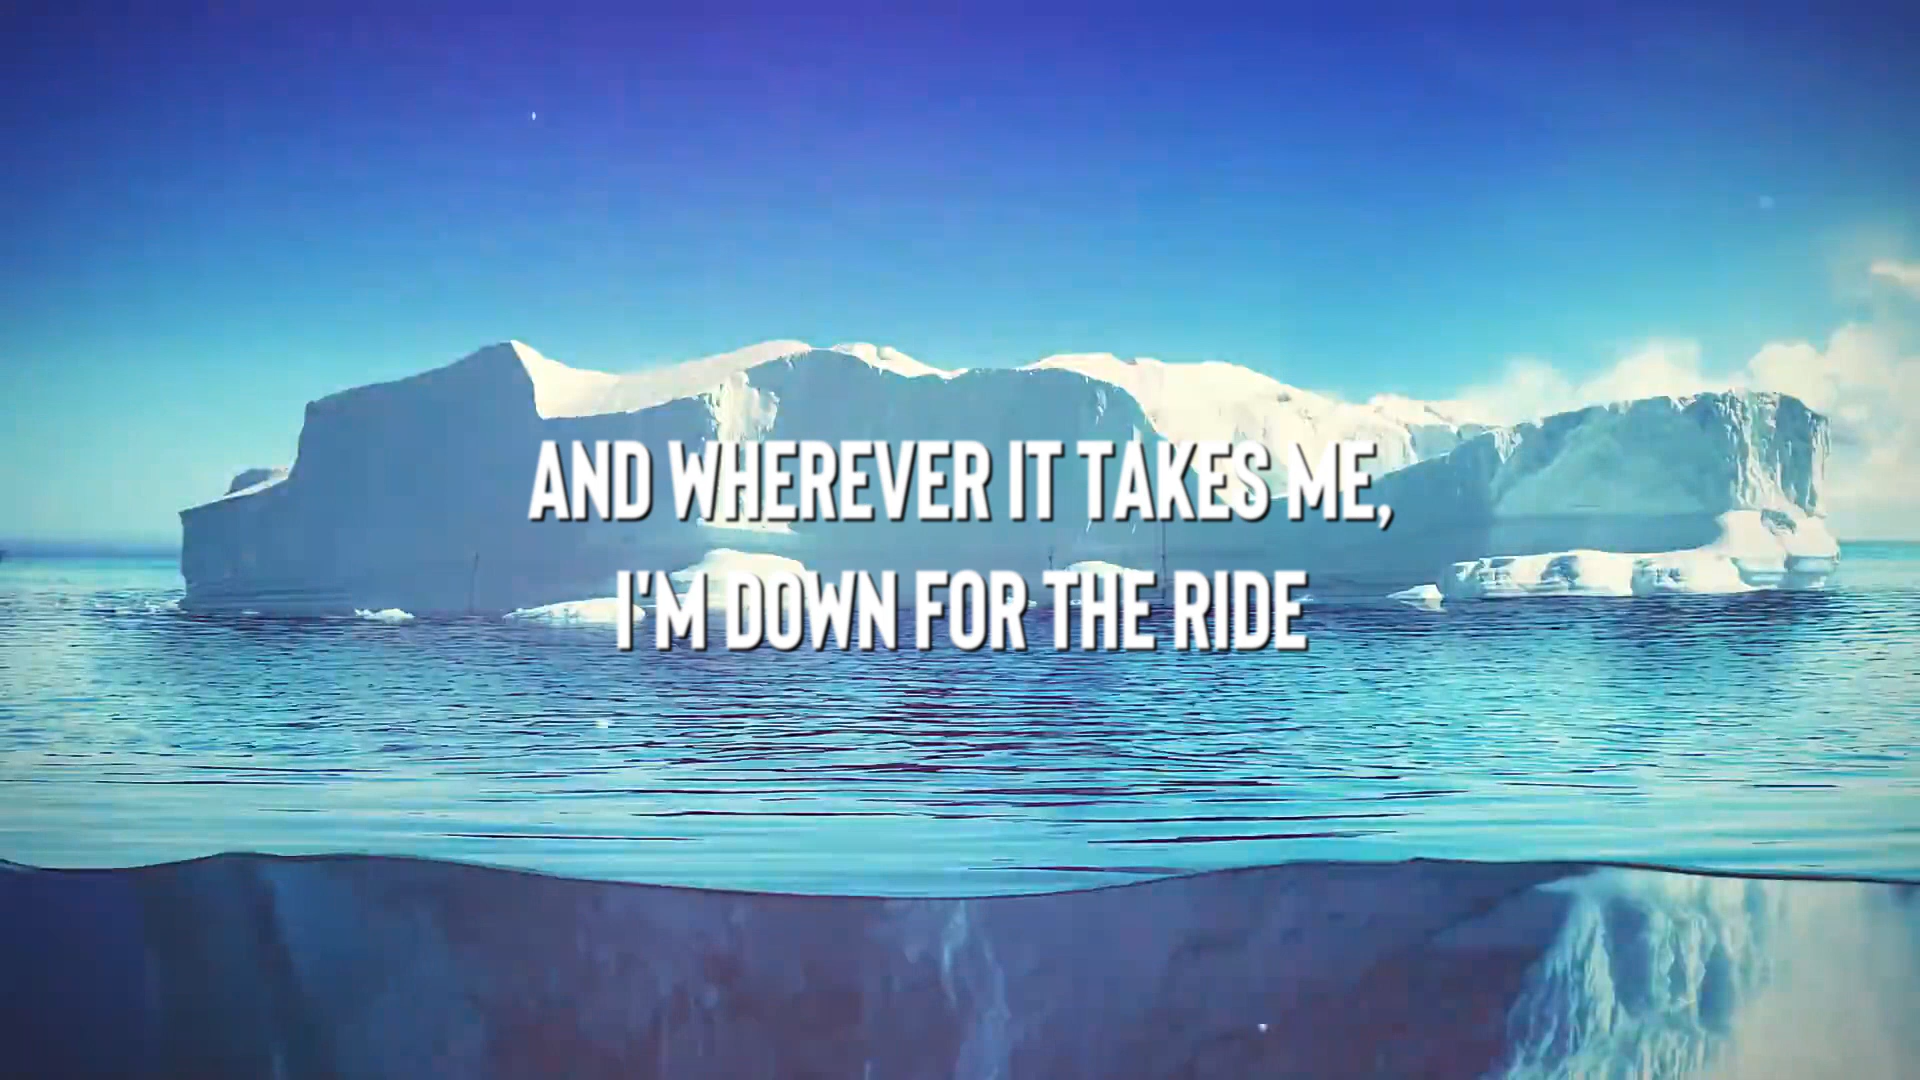 AND WHEREVER IT TAKES ME,
I'M DOWN FOR THE RIDE